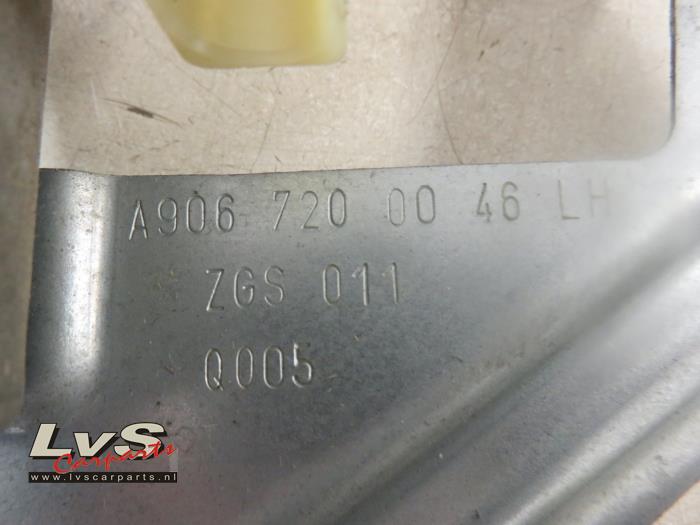 A906 720 00 46 LH
ZGS 011
Q005
LvS
Carparts
www.lvscarparts.nl